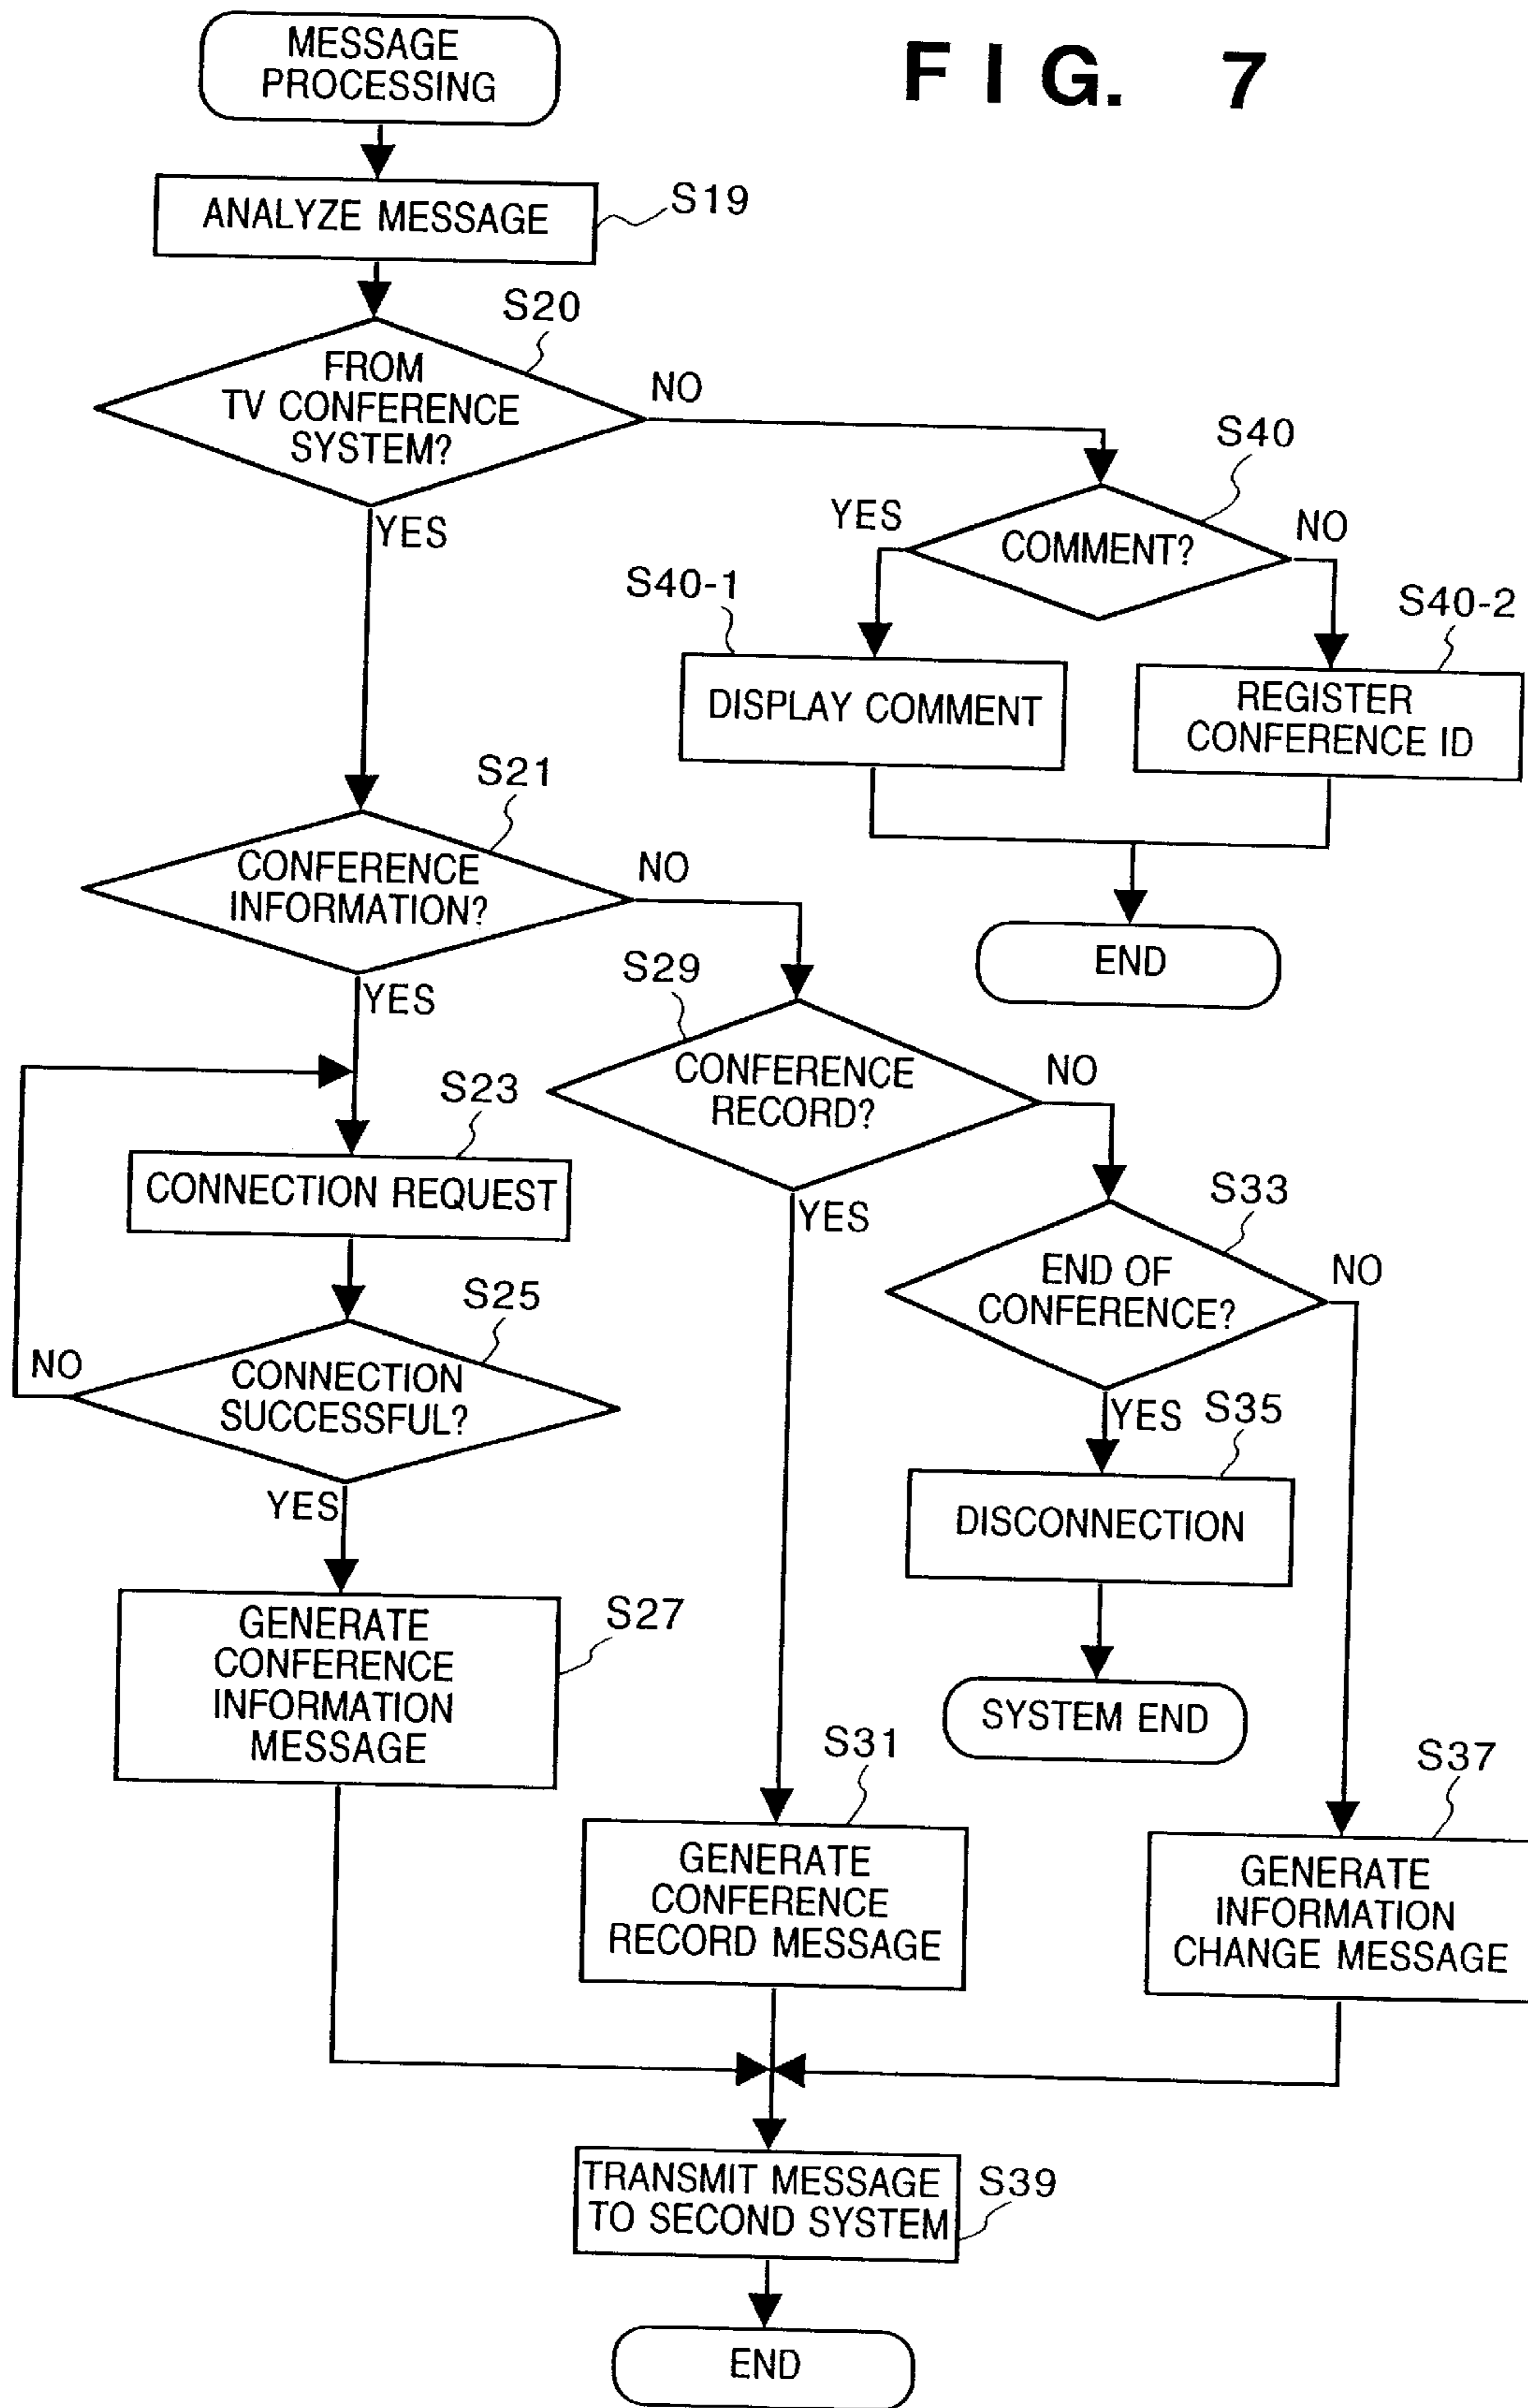 FIG. 7
MESSAGE
PROCESSING
ANALYZE MESSAGE
S19
S20
FROM
TV CONFERENCE
SYSTEM?
NO
YES
S40
COMMENT?
YES
NO
S40-1
DISPLAY COMMENT
S40-2
REGISTER
CONFERENCE ID
END
S21
CONFERENCE
INFORMATION?
NO
YES
S29
CONFERENCE
RECORD?
NO
YES
S23
CONNECTION REQUEST
S25
CONNECTION
SUCCESSFUL?
NO
YES
S33
END OF
CONFERENCE?
NO
YES
S35
DISCONNECTION
SYSTEM END
S27
GENERATE
CONFERENCE
INFORMATION
MESSAGE
S31
GENERATE
CONFERENCE
RECORD MESSAGE
S37
GENERATE
INFORMATION
CHANGE MESSAGE
TRANSMIT MESSAGE
TO SECOND SYSTEM
S39
END